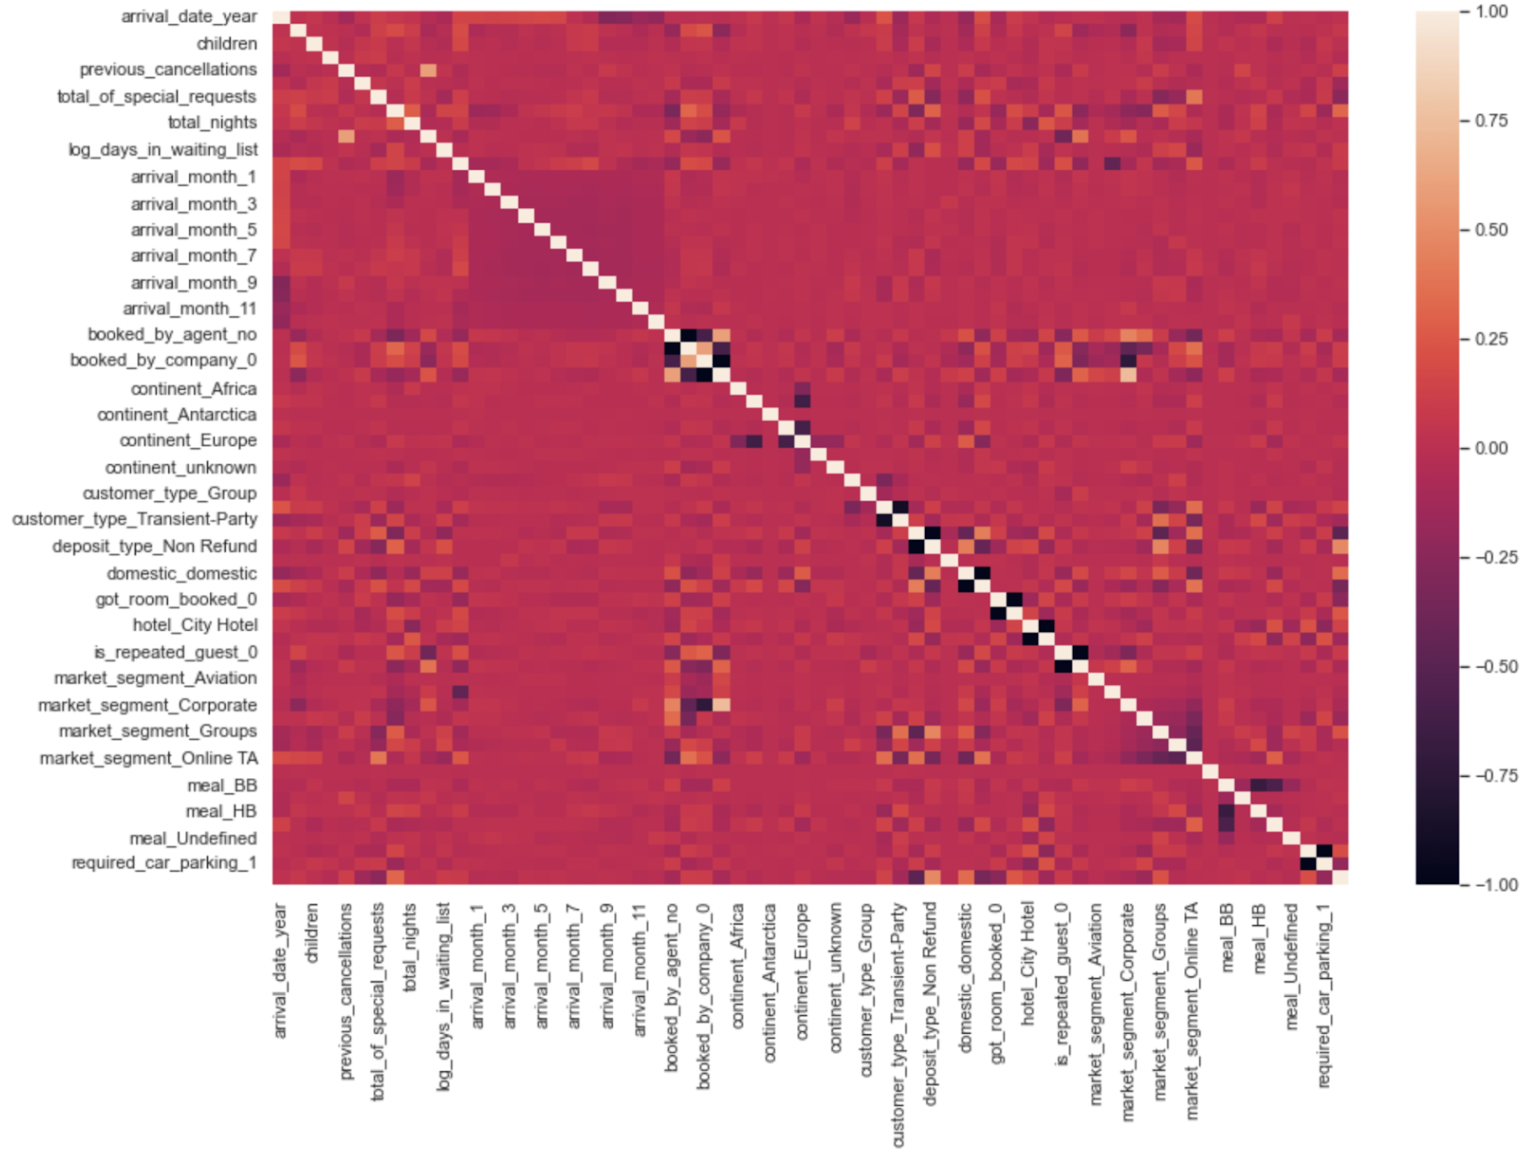 arrival_date_year
children
previous_cancellations
total_of_special_requests
total_nights
log_days_in_waiting_list
arrival_month_1
arrival_month_3
arrival_month_5
arrival_month_7
arrival_month_9
arrival_month_11
booked_by_agent_no
booked_by_company_0
continent_Africa
continent_Antarctica
continent_Europe
continent_unknown
customer_type_Group
customer_type_Transient-Party
deposit_type_Non Refund
domestic_domestic
got_room_booked_0
hotel_City Hotel
is_repeated_guest_0
market_segment_Aviation
market_segment_Corporate
market_segment_Groups
market_segment_Online TA
meal_BB
meal_HB
meal_Undefined
required_car_parking_1
arrival_date_year
children
previous_cancellations
total_of_special_requests
total_nights
log_days_in_waiting_list
arrival_month_1
arrival_month_3
arrival_month_5
arrival_month_7
arrival_month_9
arrival_month_11
booked_by_agent_no
booked_by_company_0
continent_Africa
continent_Antarctica
continent_Europe
continent_unknown
customer_type_Group
customer_type_Transient-Party
deposit_type_Non Refund
domestic_domestic
got_room_booked_0
hotel_City Hotel
is_repeated_guest_0
market_segment_Aviation
market_segment_Corporate
market_segment_Groups
market_segment_Online TA
meal_BB
meal_HB
meal_Undefined
required_car_parking_1
1.00
0.75
0.50
0.25
0.00
−0.25
−0.50
−0.75
−1.00